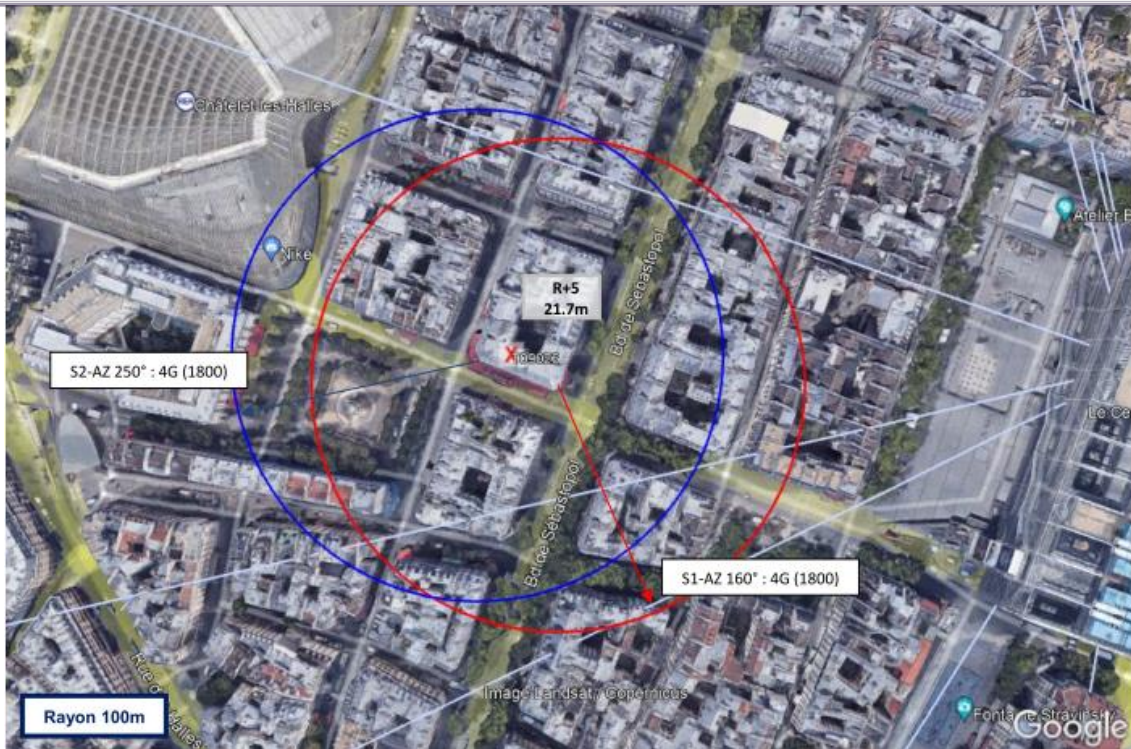 Châtelet-les-Halles
Nike
Atelier B
Bd de Sébastopol
R+5
21.7m
S2-AZ 250° : 4G (1800)
Le Ce
Bd de Sébastopol
S1-AZ 160° : 4G (1800)
Rayon 100m
Image Landsat / Copernicus
Google